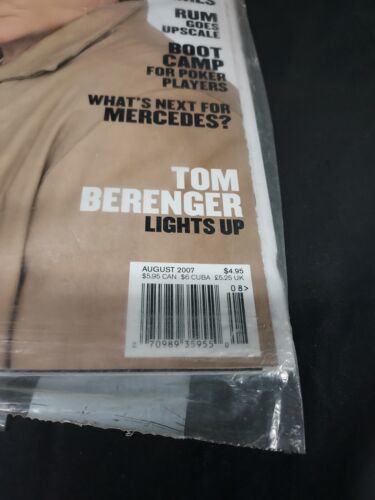 RUM
GOES
UPSCALE
BOOT
CAMP
FOR POKER
PLAYERS
WHAT'S NEXT FOR
MERCEDES?
TOM
BERENGER
LIGHTS UP
AUGUST 2007 $4.95
$5.95 CAN $6 CUBA £5.25 UK
08>
70989 35955